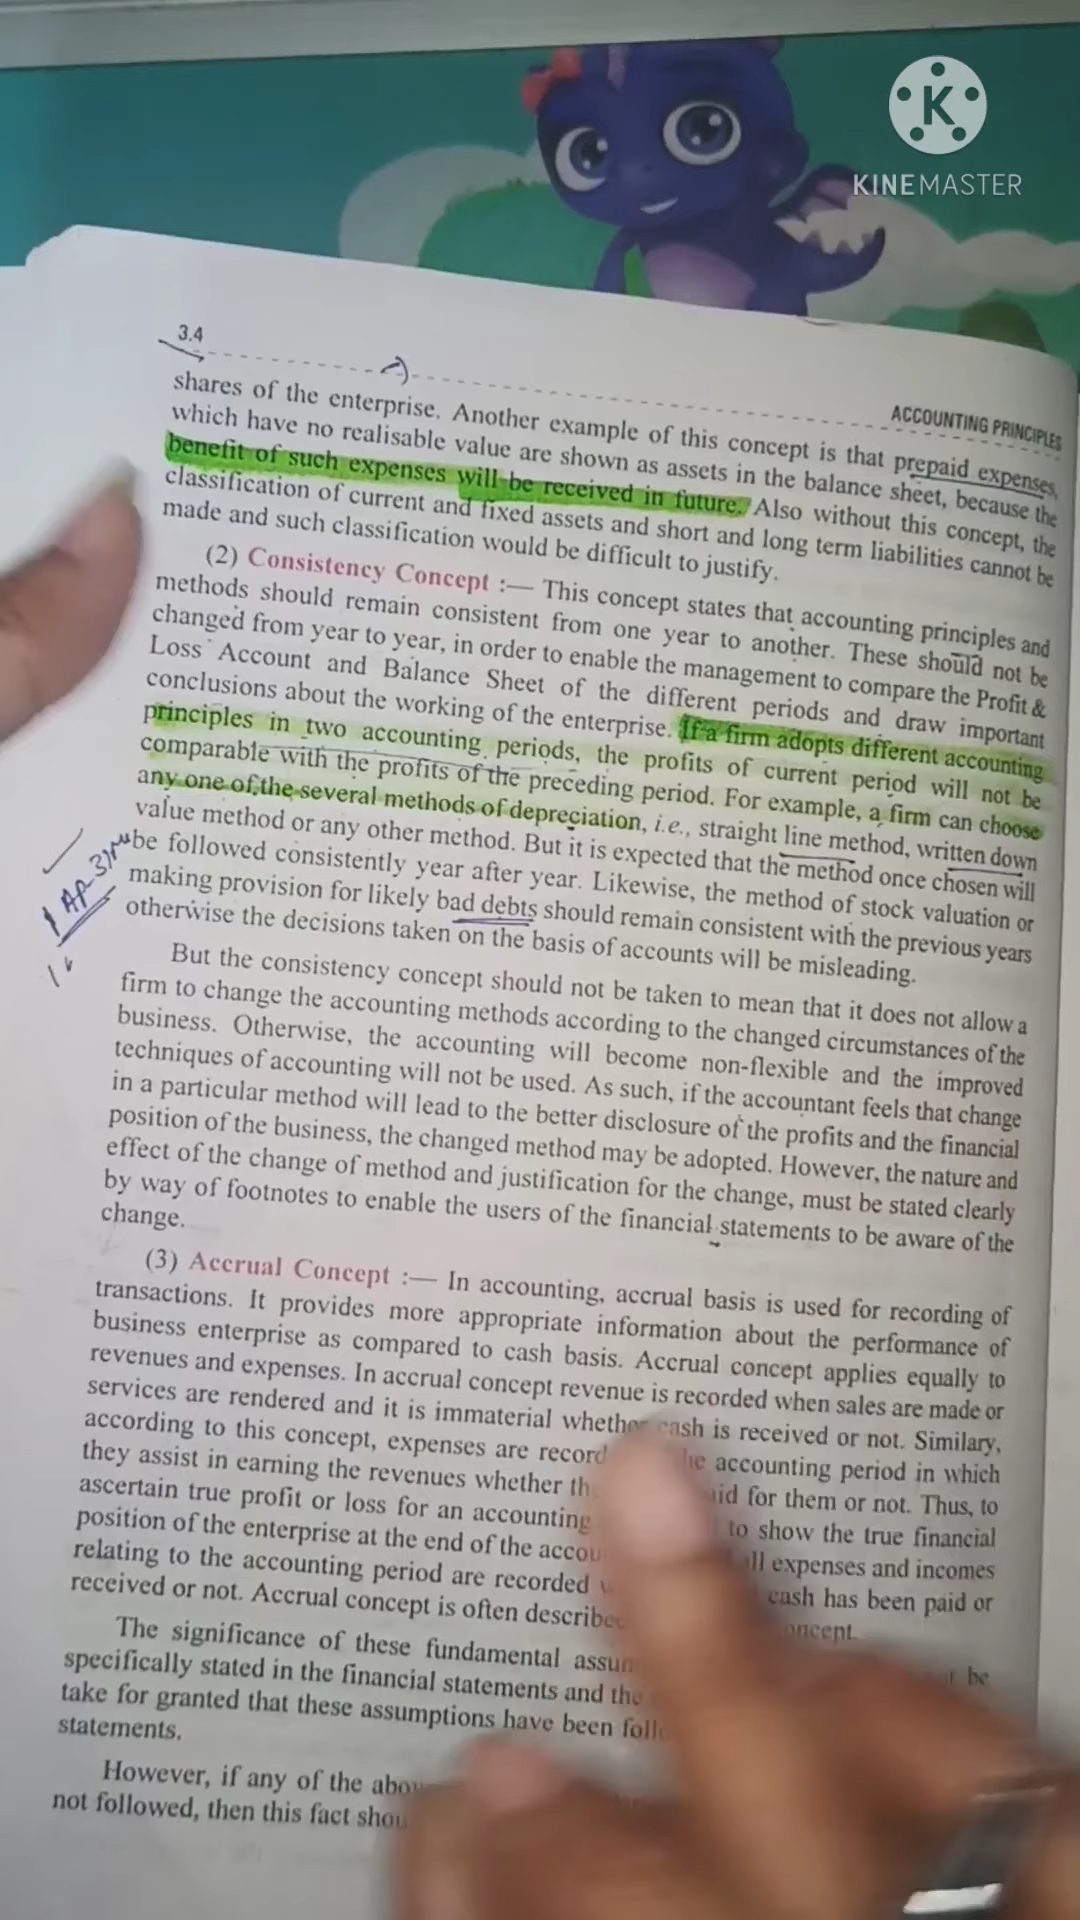 KINEMASTER
3.4
ACCOUNTING PRINCIPLES
shares of the enterprise. Another example of this concept is that prepaid expenses,
which have no realisable value are shown as assets in the balance sheet, because the
benefit of such expenses will be received in future. Also without this concept, the
classification of current and fixed assets and short and long term liabilities cannot be
made and such classification would be difficult to justify.
(2) Consistency Concept :— This concept states that accounting principles and
methods should remain consistent from one year to another. These should not be
changed from year to year, in order to enable the management to compare the Profit &
Loss Account and Balance Sheet of the different periods and draw important
conclusions about the working of the enterprise. If a firm adopts different accounting
principles in two accounting periods, the profits of current period will not be
comparable with the profits of the preceding period. For example, a firm can choose
any one of the several methods of depreciation, i.e., straight line method, written down
value method or any other method. But it is expected that the method once chosen will
be followed consistently year after year. Likewise, the method of stock valuation or
making provision for likely bad debts should remain consistent with the previous years
otherwise the decisions taken on the basis of accounts will be misleading.
But the consistency concept should not be taken to mean that it does not allow a
firm to change the accounting methods according to the changed circumstances of the
business. Otherwise, the accounting will become non-flexible and the improved
techniques of accounting will not be used. As such, if the accountant feels that change
in a particular method will lead to the better disclosure of the profits and the financial
position of the business, the changed method may be adopted. However, the nature and
effect of the change of method and justification for the change, must be stated clearly
by way of footnotes to enable the users of the financial statements to be aware of the
change.
(3) Accrual Concept :— In accounting, accrual basis is used for recording of
transactions. It provides more appropriate information about the performance of
business enterprise as compared to cash basis. Accrual concept applies equally to
revenues and expenses. In accrual concept revenue is recorded when sales are made or
services are rendered and it is immaterial whether cash is received or not. Similary,
according to this concept, expenses are accounting period in which
they assist in earning the revenues whether for them or not. Thus, to
ascertain true profit or loss for an accounting to show the true financial
position of the enterprise at the end of the expenses and incomes
relating to the accounting period are recorded cash has been paid or
received or not. Accrual concept is often
The significance of these fundamental be
specifically stated in the financial statements and the
take for granted that these assumptions have been
statements.
However, if any of the
not followed, then this fact